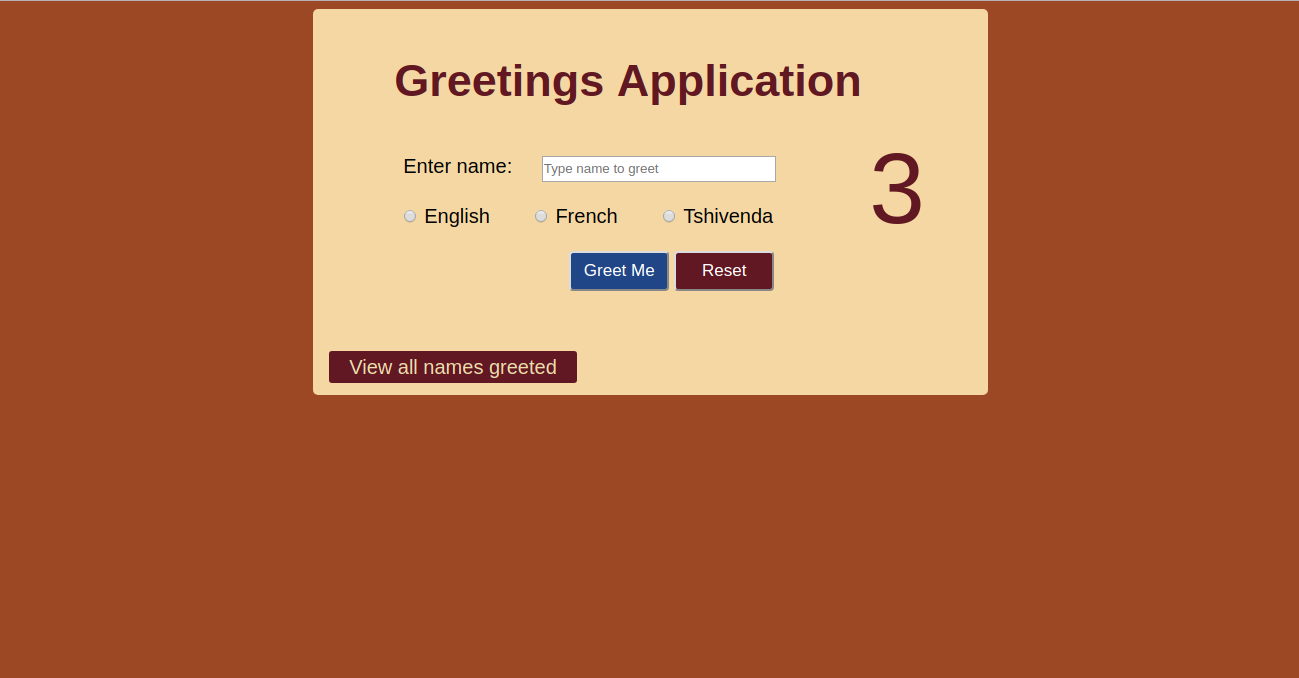 Greetings Application
Enter name: Type name to greet
3
English French Tshivenda
Greet Me Reset
View all names greeted